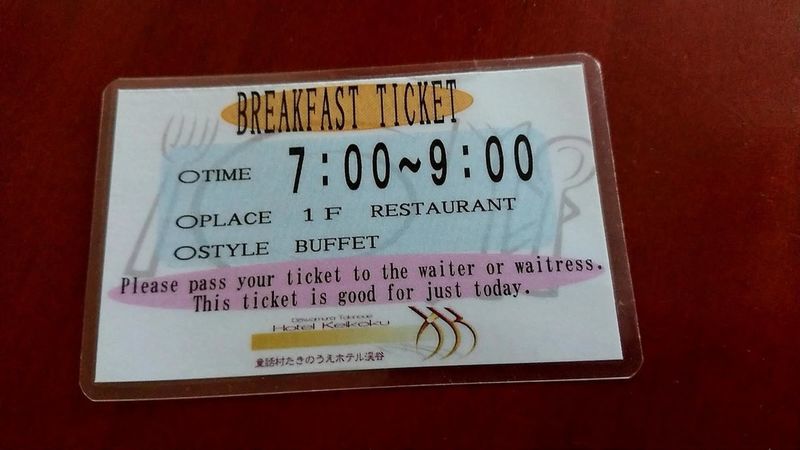 BREAKFAST TICKET
○TIME 7:00~9:00
○PLACE 1F RESTAURANT
○STYLE BUFFET
Please pass your ticket to the waiter or waitress.
This ticket is good for just today.
Takinoue
Hotel Keikoku
童話村たきのうえホテル渓谷